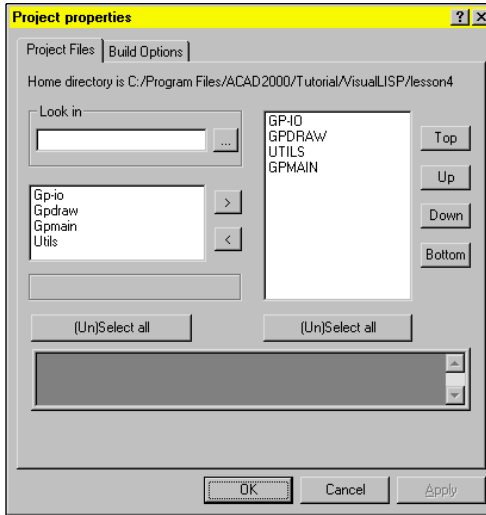 Project properties
Project Files
Build Options
Home directory is C:/Program Files/ACAD2000/Tutorial/VisualLISP/lesson4
Look in
...
Gp-io
Gpdraw
Gpmain
Utils
>
<
GP-IO
GPDRAW
UTILS
GPMAIN
Top
Up
Down
Bottom
(Un)Select all
(Un)Select all
OK
Cancel
Apply